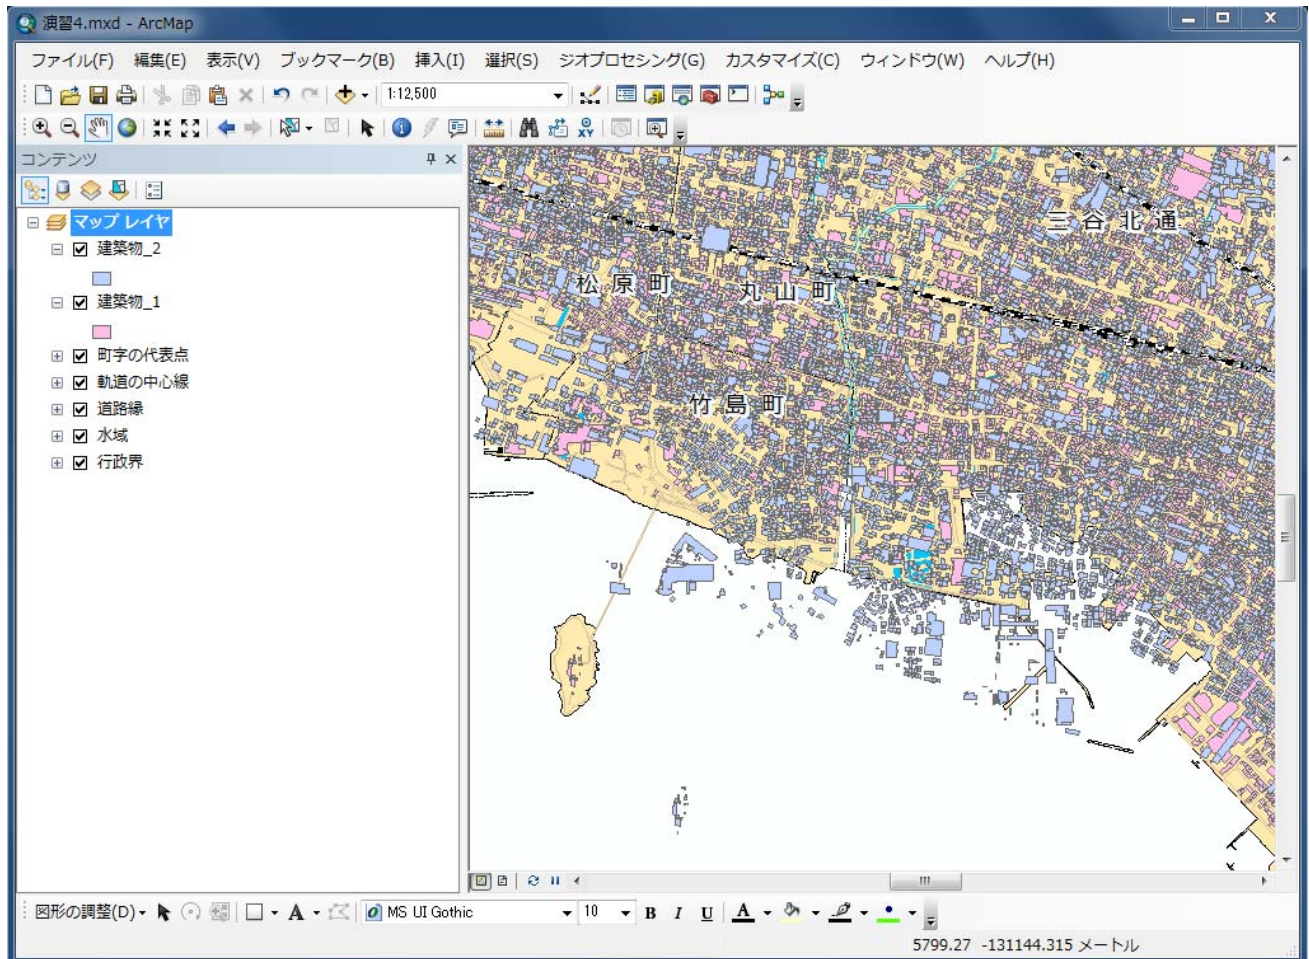 演習4.mxd - ArcMap
ファイル(F) 編集(E) 表示(V) ブックマーク(B) 挿入(I) 選択(S) ジオプロセシング(G) カスタマイズ(C) ウィンドウ(W) ヘルプ(H)
1:12,500
コンテンツ
マップ レイヤ
建築物_2
建築物_1
町字の代表点
軌道の中心線
道路縁
水域
行政界
三谷北通
松原町
丸山町
竹島町
図形の調整(D)
A
MS UI Gothic
10
B I U A
5799.27 -131144.315 メートル